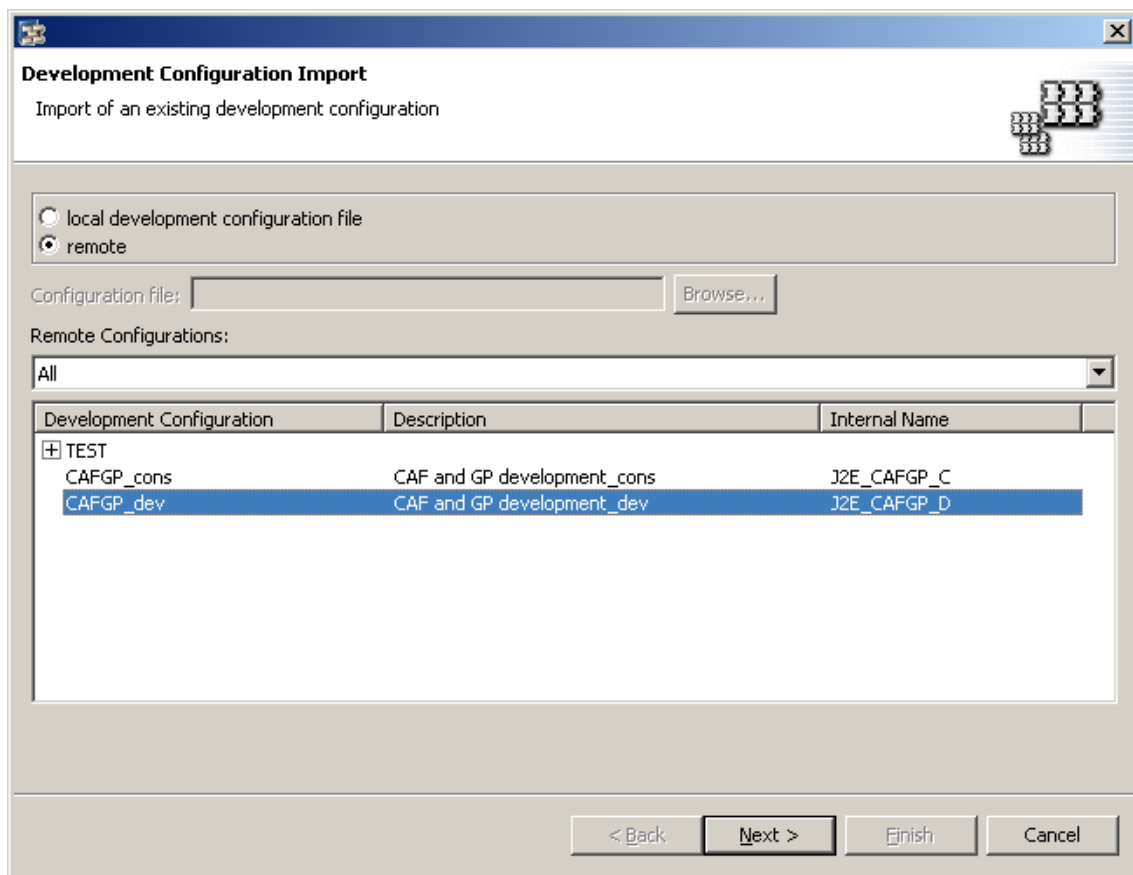 Development Configuration Import
Import of an existing development configuration
local development configuration file
remote
Configuration file: Browse...
Remote Configurations:
All
Development Configuration Description Internal Name
TEST
CAFGP_cons CAF and GP development_cons J2E_CAFGP_C
CAFGP_dev CAF and GP development_dev J2E_CAFGP_D
< Back Next > Finish Cancel